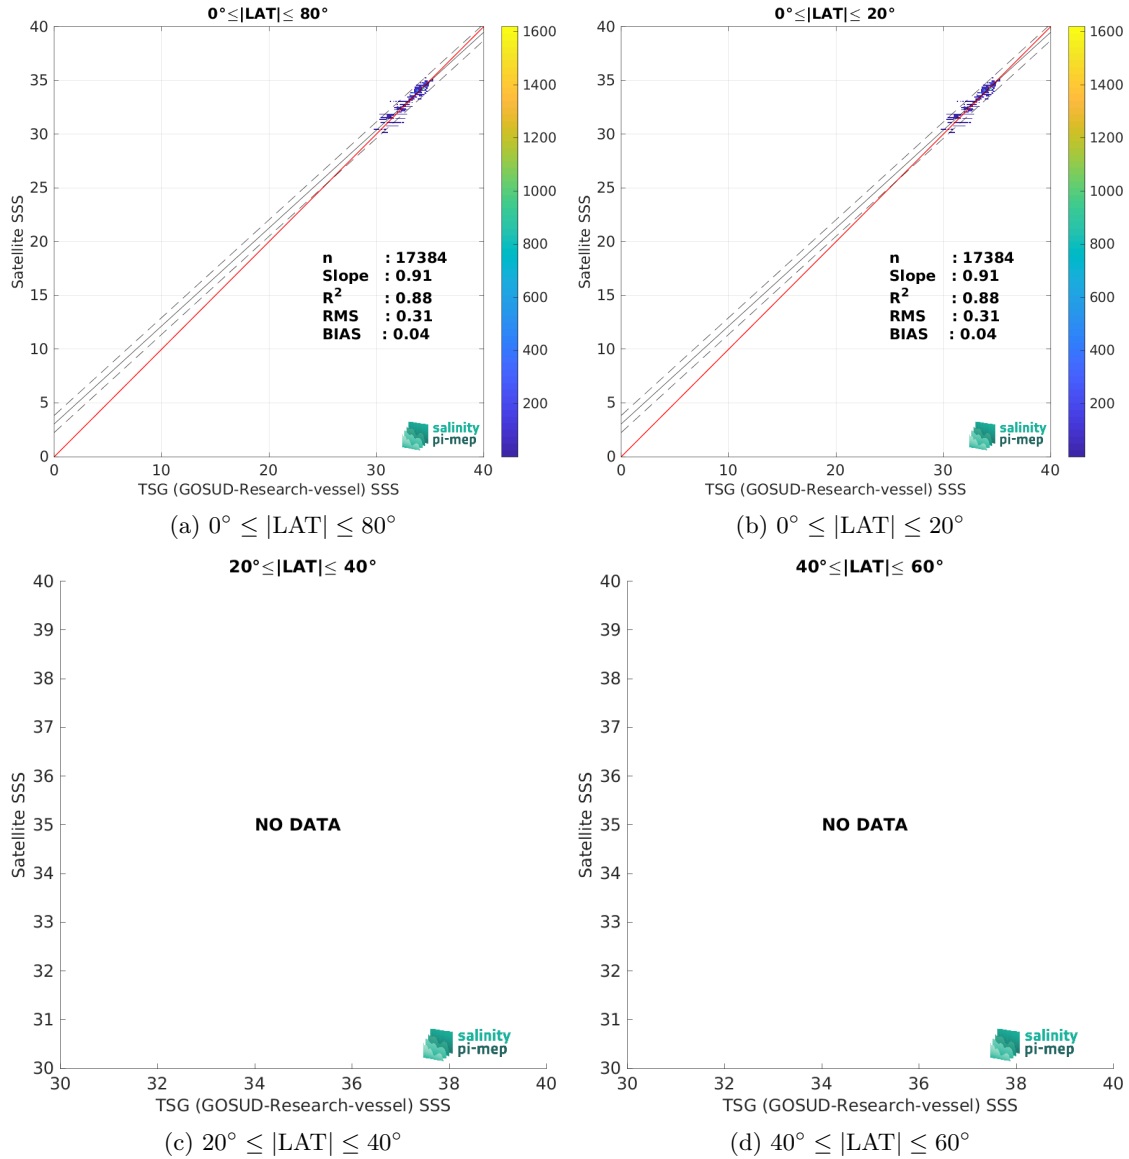 0°≤|LAT|≤ 80°
40
35
30
25
20
15
10
5
0
Satellite SSS
n : 17384
Slope : 0.91
R² : 0.88
RMS : 0.31
BIAS : 0.04
salinity
pi-mep
0 10 20 30 40
TSG (GOSUD-Research-vessel) SSS
1600
1400
1200
1000
800
600
400
200
(a) 0° ≤ |LAT| ≤ 80°
0°≤|LAT|≤ 20°
40
35
30
25
20
15
10
5
0
Satellite SSS
n : 17384
Slope : 0.91
R² : 0.88
RMS : 0.31
BIAS : 0.04
salinity
pi-mep
0 10 20 30 40
TSG (GOSUD-Research-vessel) SSS
1600
1400
1200
1000
800
600
400
200
(b) 0° ≤ |LAT| ≤ 20°
20°≤|LAT|≤ 40°
40
39
38
37
36
35
34
33
32
31
30
Satellite SSS
NO DATA
salinity
pi-mep
30 32 34 36 38 40
TSG (GOSUD-Research-vessel) SSS
(c) 20° ≤ |LAT| ≤ 40°
40°≤|LAT|≤ 60°
40
39
38
37
36
35
34
33
32
31
30
Satellite SSS
NO DATA
salinity
pi-mep
30 32 34 36 38 40
TSG (GOSUD-Research-vessel) SSS
(d) 40° ≤ |LAT| ≤ 60°